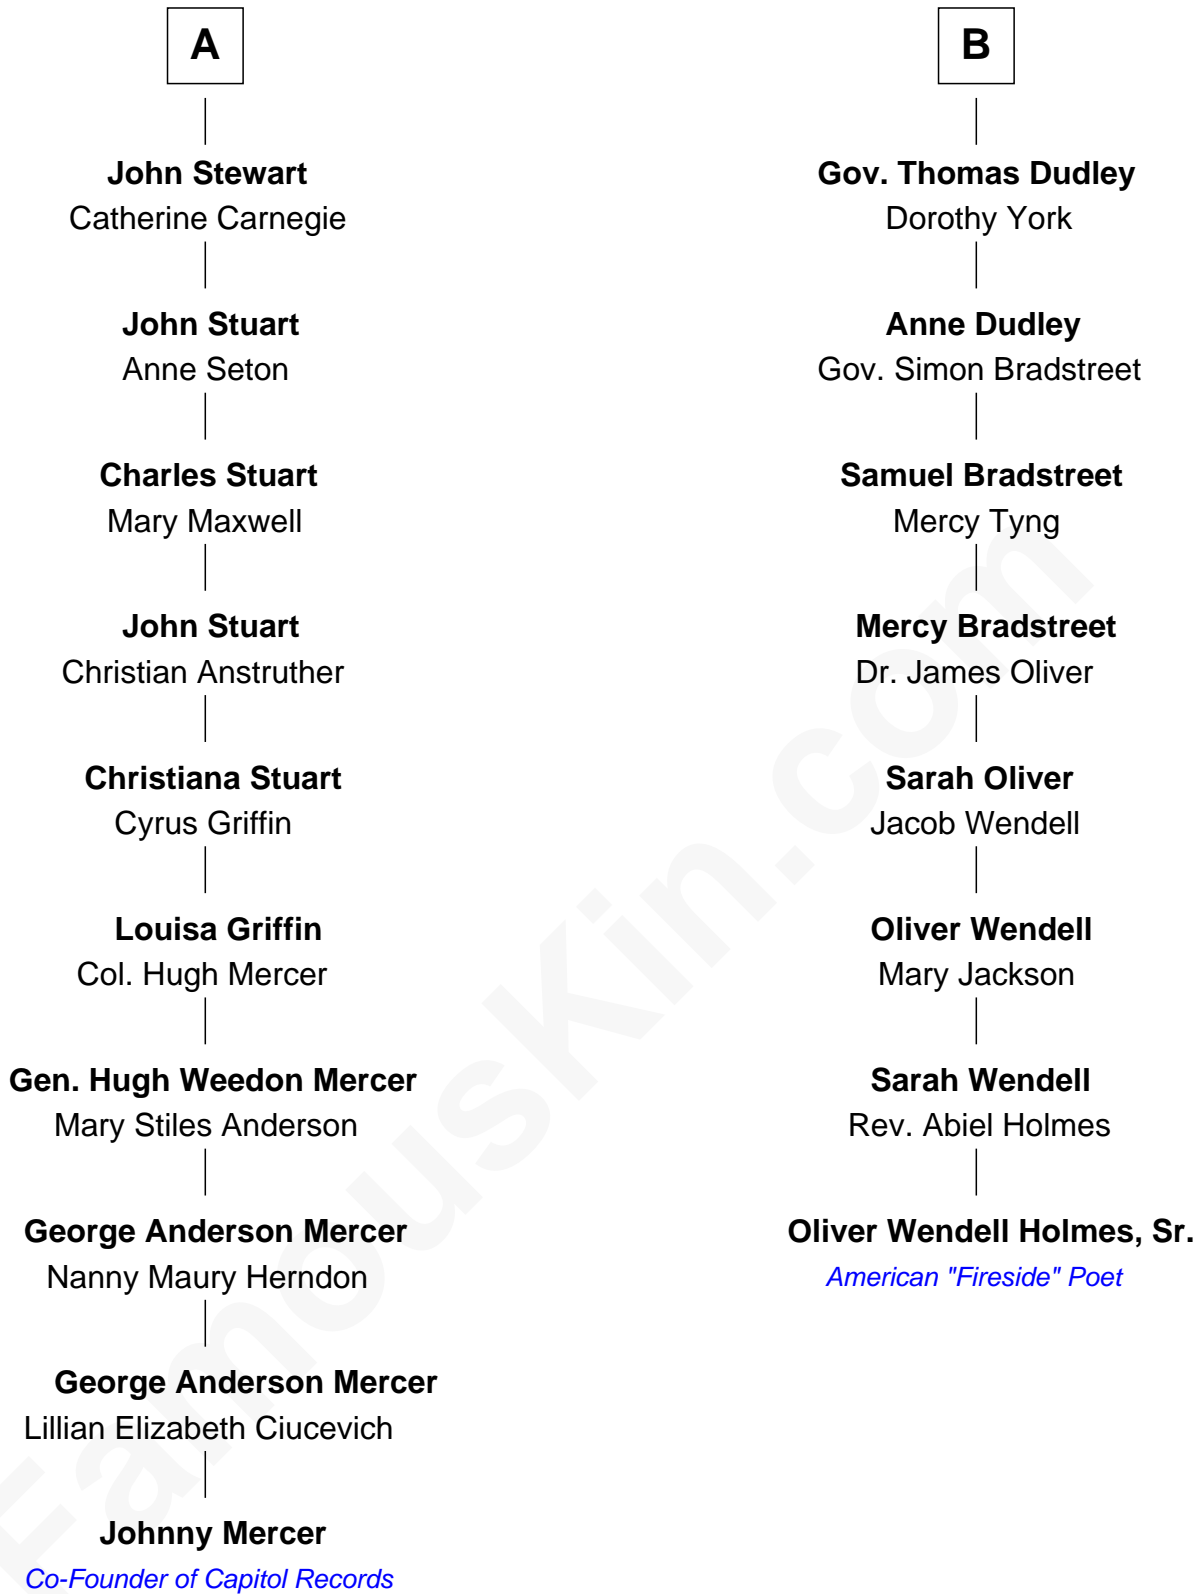 A
John Stewart
Catherine Carnegie
John Stuart
Anne Seton
Charles Stuart
Mary Maxwell
John Stuart
Christian Anstruther
Christiana Stuart
Cyrus Griffin
Louisa Griffin
Col. Hugh Mercer
Gen. Hugh Weedon Mercer
Mary Stiles Anderson
George Anderson Mercer
Nanny Maury Herndon
George Anderson Mercer
Lillian Elizabeth Ciucevich
Johnny Mercer
Co-Founder of Capitol Records
B
Gov. Thomas Dudley
Dorothy York
Anne Dudley
Gov. Simon Bradstreet
Samuel Bradstreet
Mercy Tyng
Mercy Bradstreet
Dr. James Oliver
Sarah Oliver
Jacob Wendell
Oliver Wendell
Mary Jackson
Sarah Wendell
Rev. Abiel Holmes
Oliver Wendell Holmes, Sr.
American "Fireside" Poet
FamousKin.com